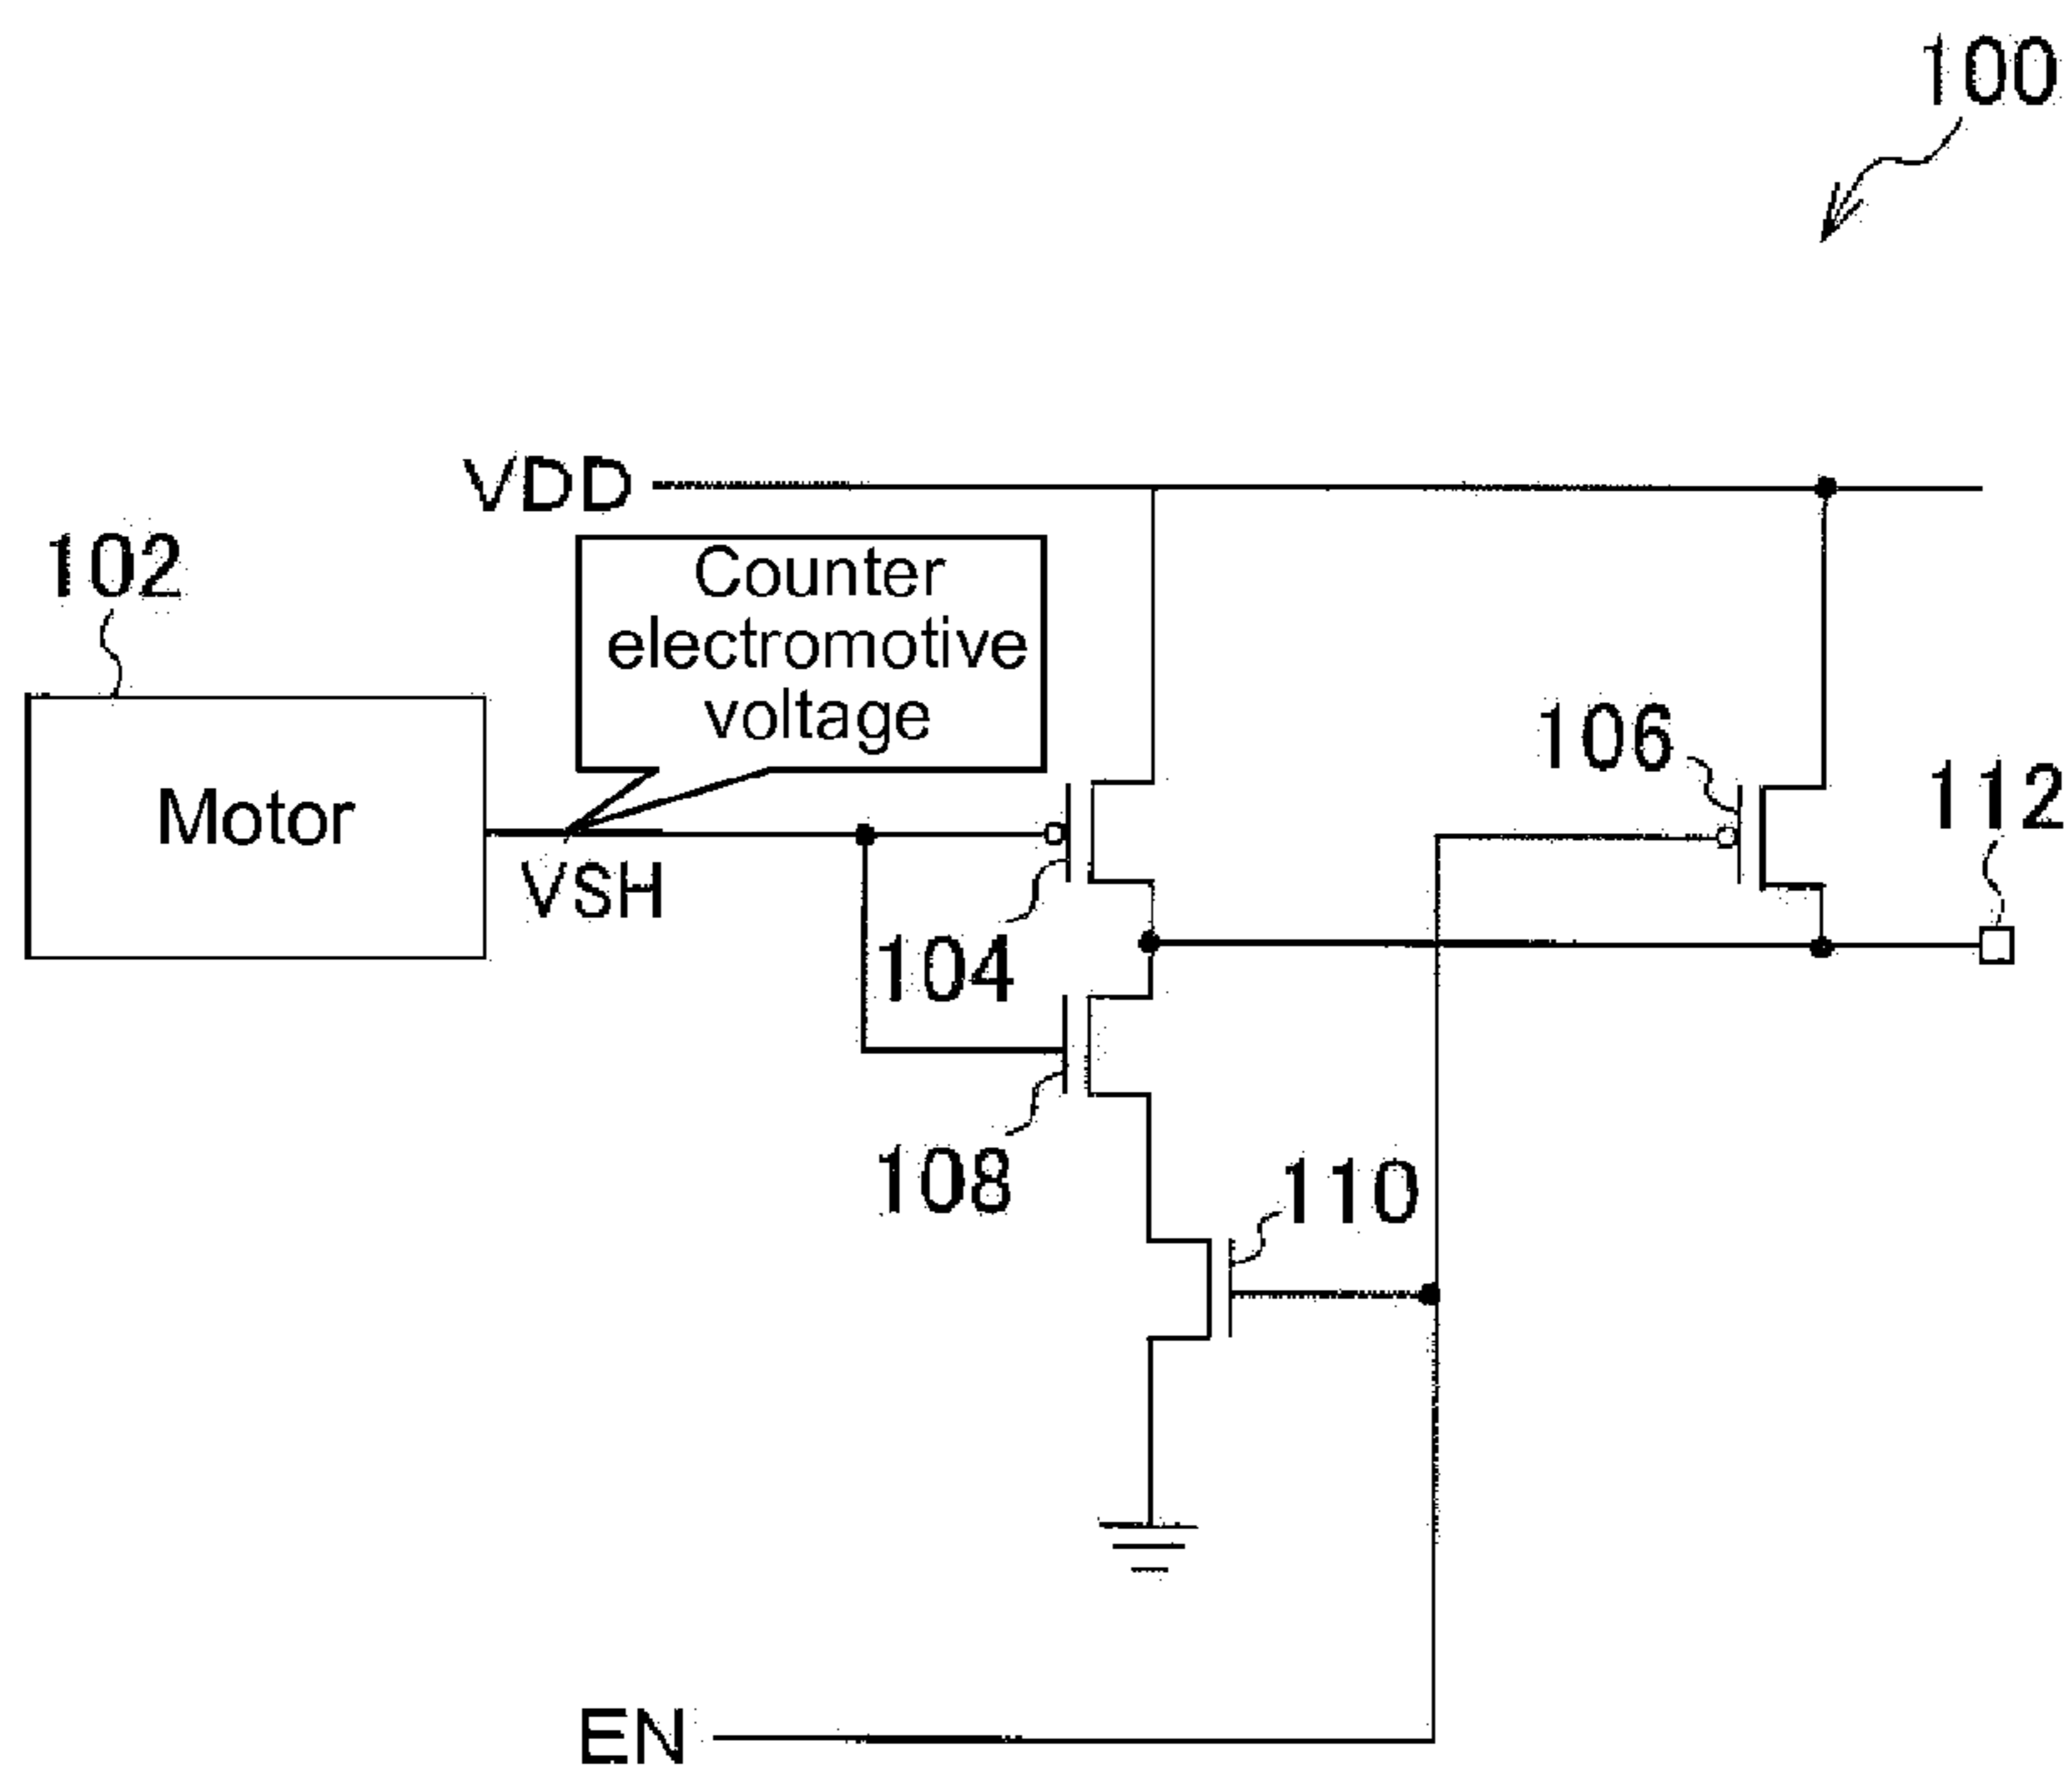 100
VDD
102
Counter
electromotive
voltage
106
112
Motor
VSH
104
108
110
EN